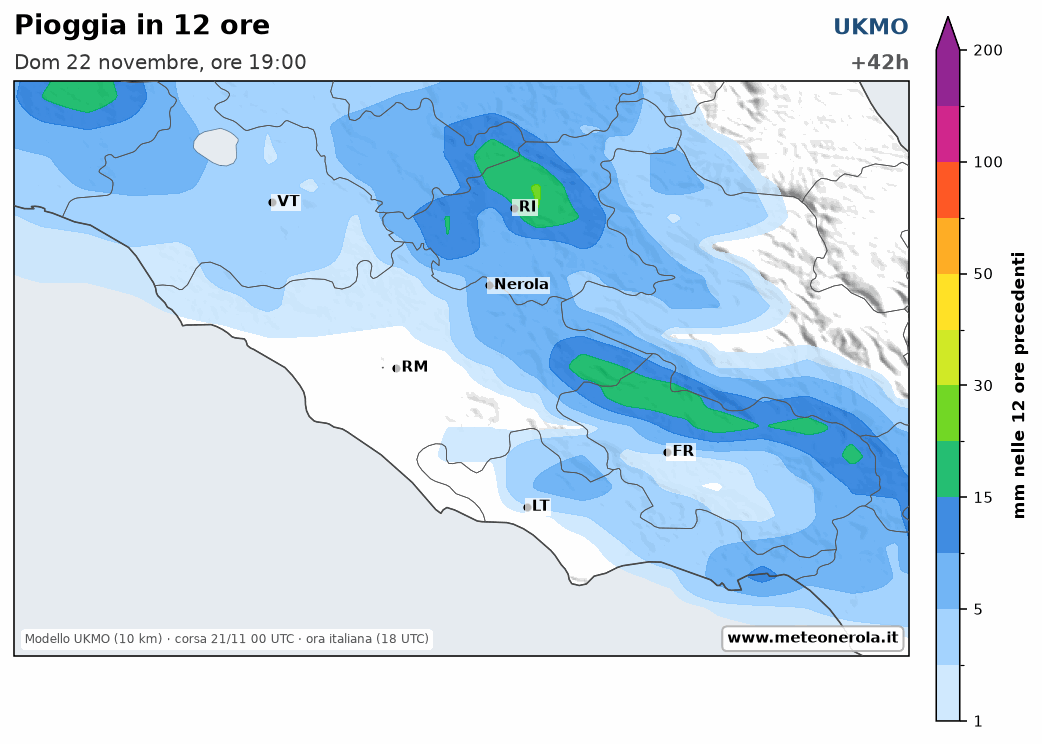 Pioggia in 12 ore
UKMO
Dom 22 novembre, ore 19:00
+42h
200
100
50
30
15
5
1
mm nelle 12 ore precedenti
VT
RI
Nerola
RM
FR
LT
Modello UKMO (10 km) · corsa 21/11 00 UTC · ora italiana (18 UTC)
www.meteonerola.it